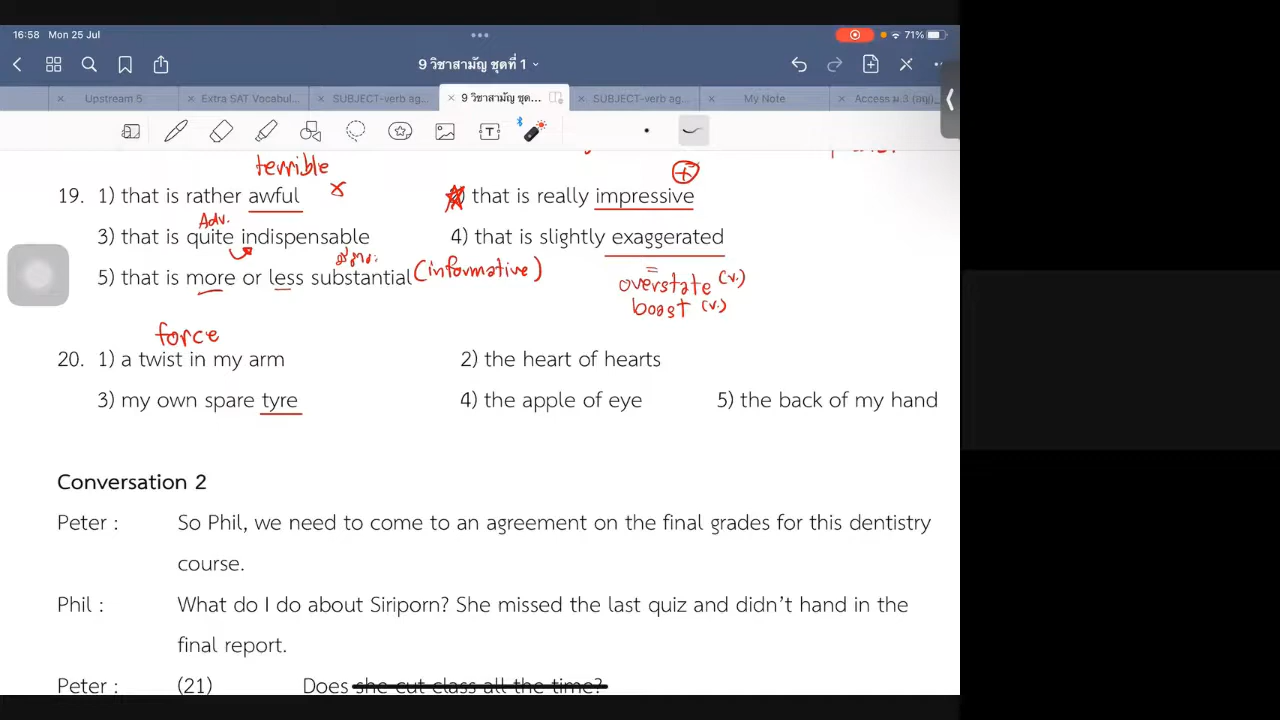 16:58 Mon 25 Jul
71%
9 วิชาสามัญ ชุดที่ 1
Upstream 5
Extra SAT Vocabul...
SUBJECT-verb ag...
9 วิชาสามัญ ชุด...
SUBJECT-verb ag...
My Note
Access ม.3 (ญ)_
terrible
19. 1) that is rather awful
that is really impressive
Adv.
3) that is quite indispensable
4) that is slightly exaggerated
5) that is more or less substantial (informative)
= overstate (v.)
boast (v.)
force
20. 1) a twist in my arm
2) the heart of hearts
3) my own spare tyre
4) the apple of eye
5) the back of my hand
Conversation 2
Peter : So Phil, we need to come to an agreement on the final grades for this dentistry
course.
Phil : What do I do about Siriporn? She missed the last quiz and didn't hand in the
final report.
Peter : (21) Does she cut class all the time?